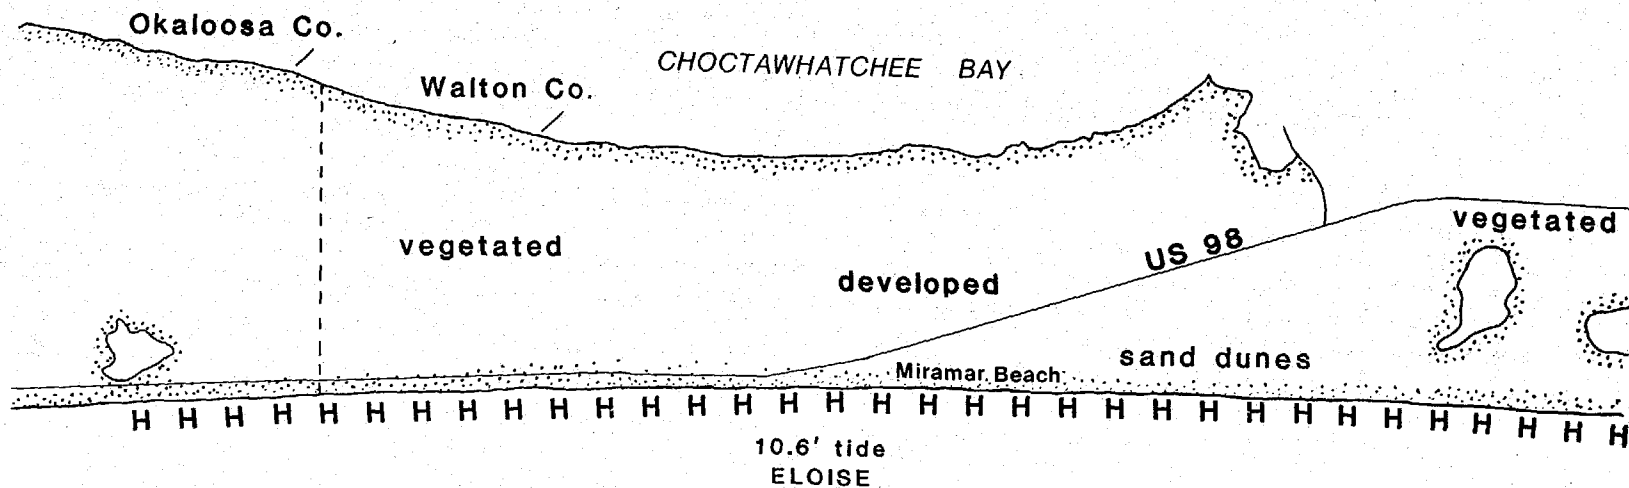 Okaloosa Co.
CHOCTAWHATCHEE BAY
Walton Co.
vegetated
vegetated
US 98
developed
sand dunes
Miramar Beach
H H H H H H H H H H H H H H H H H H H H H H H H H H H H H H H H H
10.6' tide
ELOISE